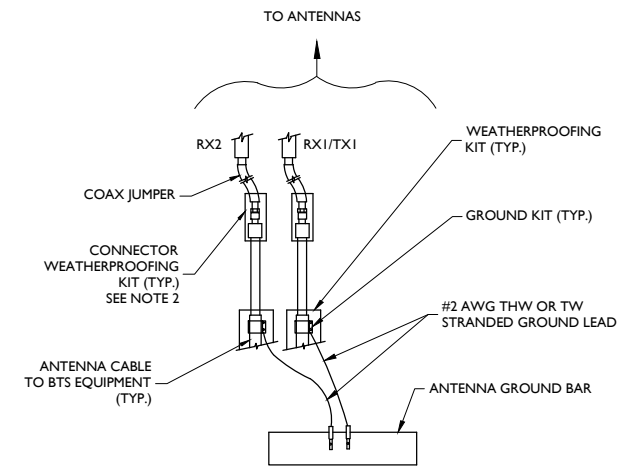 TO ANTENNAS
RX2
RX1/TX1
WEATHERPROOFING
KIT (TYP.)
COAX JUMPER
GROUND KIT (TYP.)
CONNECTOR
WEATHERPROOFING
KIT (TYP.)
SEE NOTE 2
#2 AWG THW OR TW
STRANDED GROUND LEAD
ANTENNA CABLE
TO BTS EQUIPMENT
(TYP.)
ANTENNA GROUND BAR